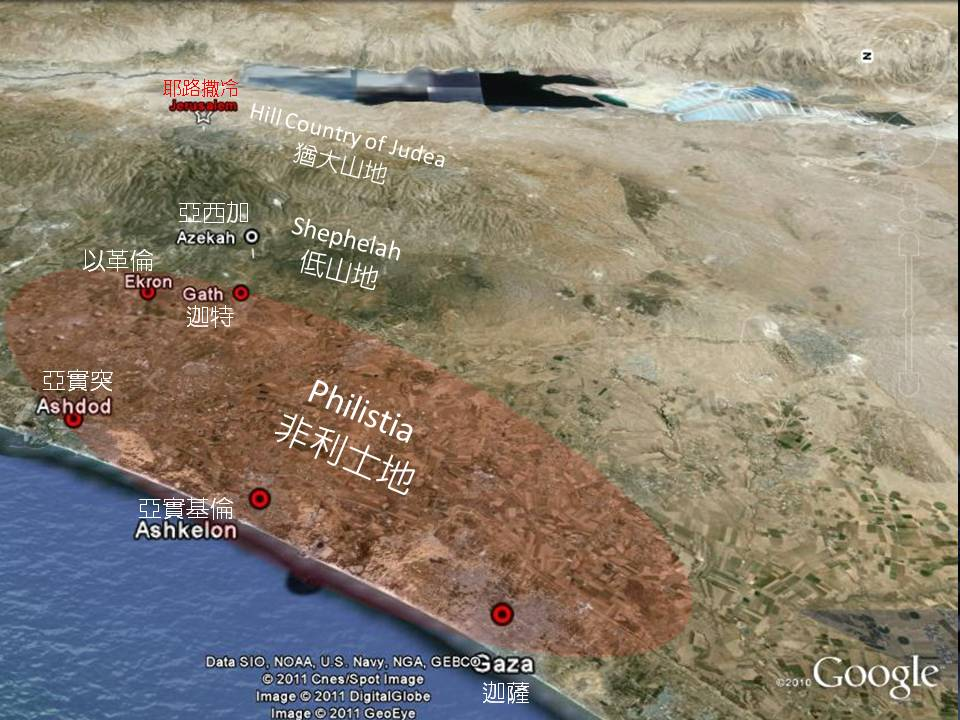 N
耶路撒冷
Jerusalem
Hill Country of Judea
猶大山地
亞西加
Azekah
Shephelah
低山地
以革倫
Ekron
Gath
迦特
亞實突
Ashdod
Philistia
非利士地
亞實基倫
Ashkelon
Gaza
迦薩
Data SIO, NOAA, U.S. Navy, NGA, GEBCO
© 2011 Cnes/Spot Image
Image © 2011 DigitalGlobe
Image © 2011 GeoEye
©2010 Google